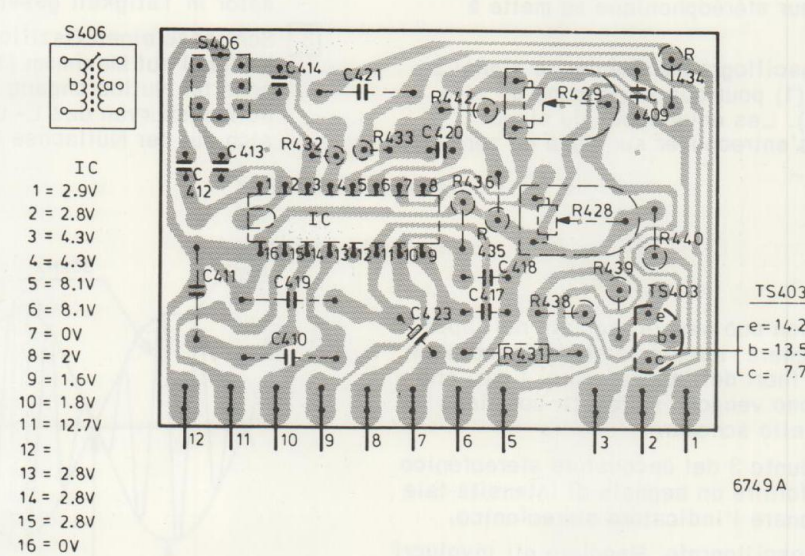 S406
S406
C414
C421
R442
R429
R
434
C
409
C413
C
412
R432
R433
C420
R436
R428
IC
1 = 2.9V
2 = 2.8V
3 = 4.3V
4 = 4.3V
5 = 8.1V
6 = 8.1V
7 = 0V
8 = 2V
9 = 1.6V
10 = 1.8V
11 = 12.7V
12 =
13 = 2.8V
14 = 2.8V
15 = 2.8V
16 = 0V
1 2 3 4 5 6 7 8
IC
16 15 14 13 12 11 10 9
R
435
R440
C411
C419
C418
C417
R439
R438
TS403
e
b
c
TS403
e = 14.2
b = 13.5
c = 7.7
C423
C410
R431
12 11 10 9 8 7 6 5 3 2 1
6749A